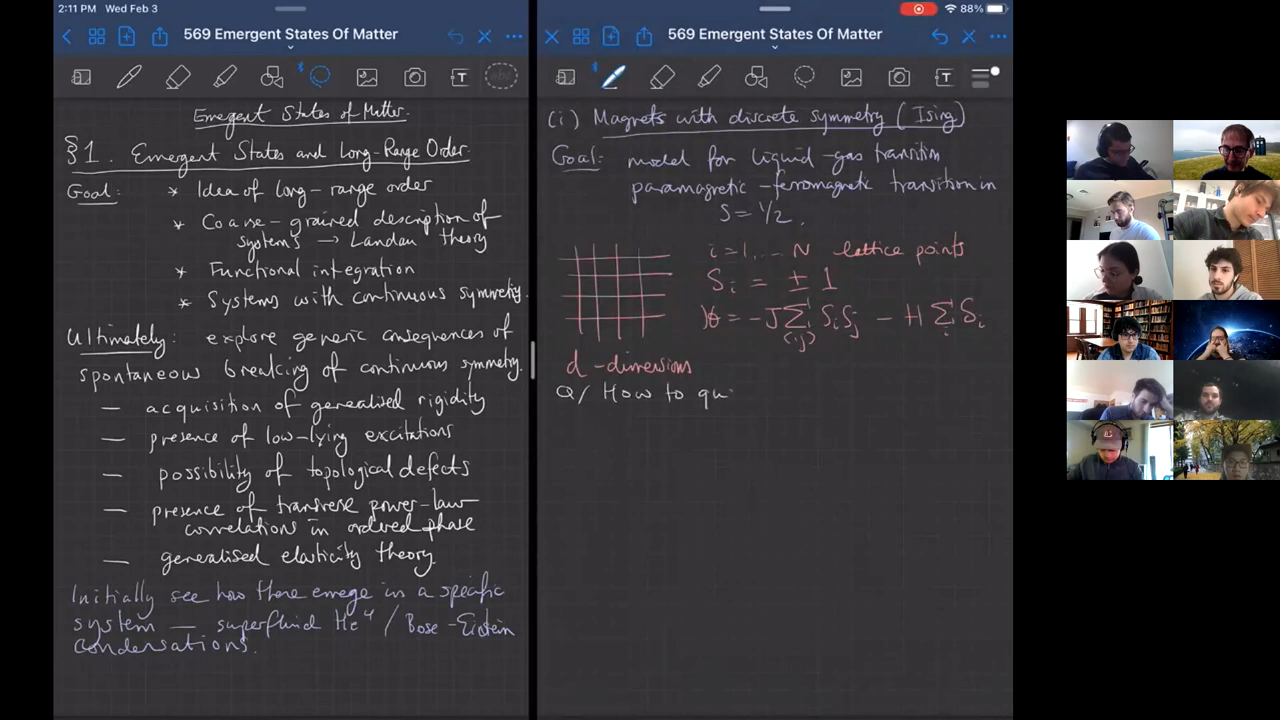 2:11 PM Wed Feb 3
88%
569 Emergent States Of Matter
Emergent States of Matter
§1. Emergent States and Long-Range Order
Goal: * Idea of long-range order
* Coarse-grained description of
systems → Landau theory
* Functional integration
* Systems with continuous symmetry.
Ultimately: explore generic consequences of
spontaneous breaking of continuous symmetry.
— acquisition of generalised rigidity
— presence of low-lying excitations
— possibility of topological defects
— presence of transverse power-law
correlations in ordered phase
— generalised elasticity theory.
Initially see how these emerge in a specific
system — superfluid He⁴ / Bose-Einstein
condensations.
569 Emergent States Of Matter
(i) Magnets with discrete symmetry (Ising)
Goal: model for liquid-gas transition
paramagnetic-ferromagnetic transition in
S = 1/2.
i = 1, ... N lattice points
Sᵢ = ± 1
H = -J Σ SᵢSⱼ - H Σ Sᵢ
⟨ij⟩ i
d-dimensions
Q/ How to qu